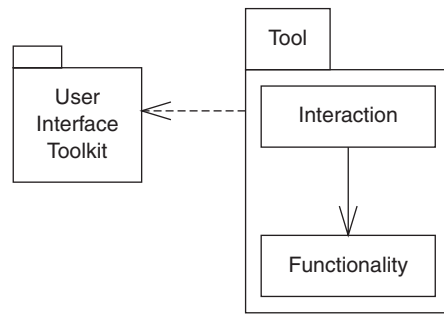 Tool
User
Interface
Toolkit
Interaction
Functionality